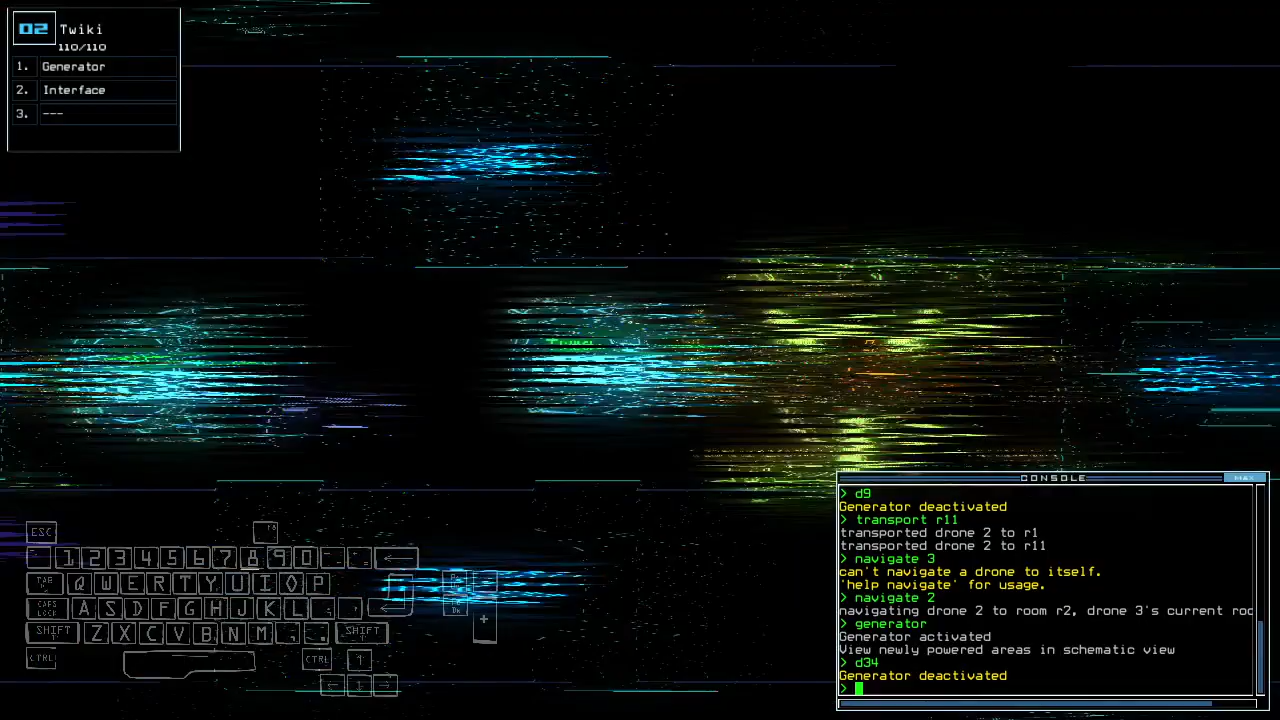 02 Twiki
110/110
1. Generator
2. Interface
3. ---
Twiki
CONSOLE
MAX
> d9
Generator deactivated
> transport r11
transported drone 2 to r1
transported drone 2 to r11
> navigate 3
can't navigate a drone to itself.
'help navigate' for usage.
> navigate 2
navigating drone 2 to room r2, drone 3's current roo
> generator
Generator activated
View newly powered areas in schematic view
> d34
Generator deactivated
>
ESC
1 2 3 4 5 6 7 8 9 0
TAB Q W E R T Y U I O P
CAPS LOCK A S D F G H J K L
SHIFT Z X C V B N M , . SHIFT
CTRL CTRL